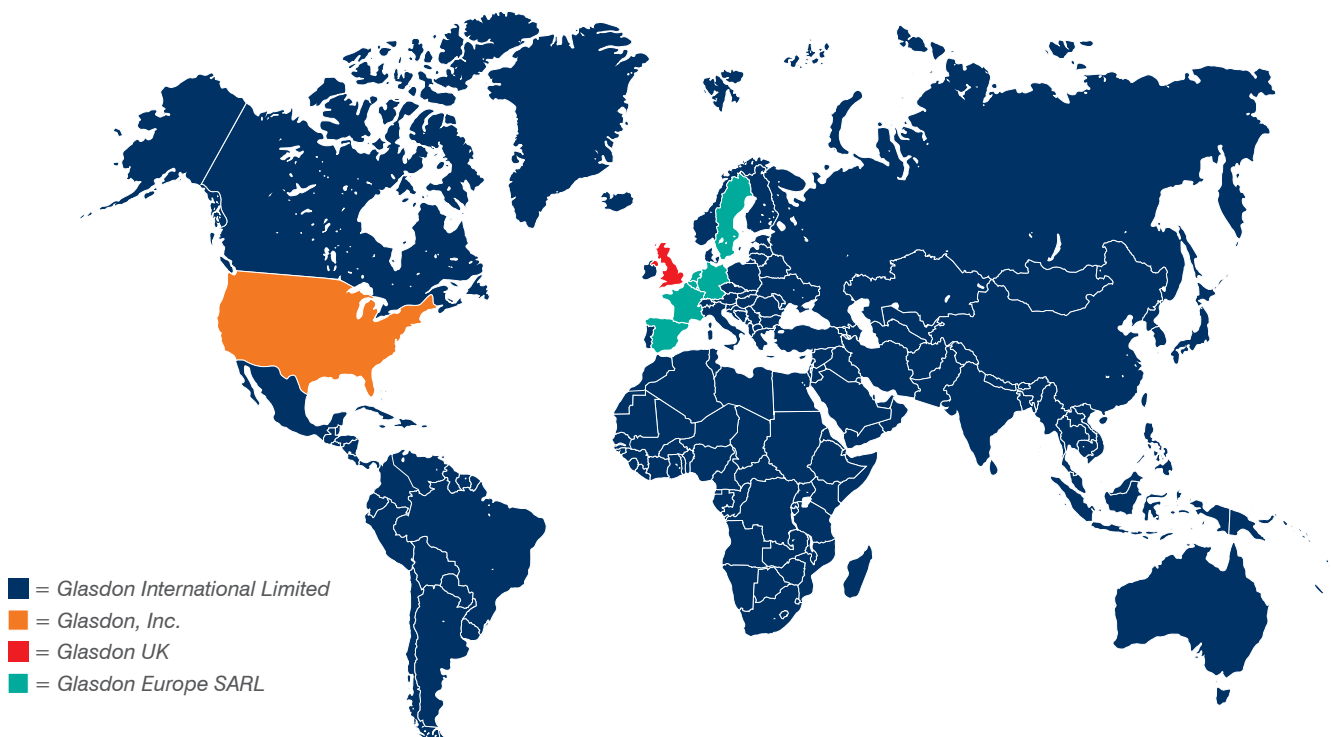 = Glasdon International Limited
= Glasdon, Inc.
= Glasdon UK
= Glasdon Europe SARL